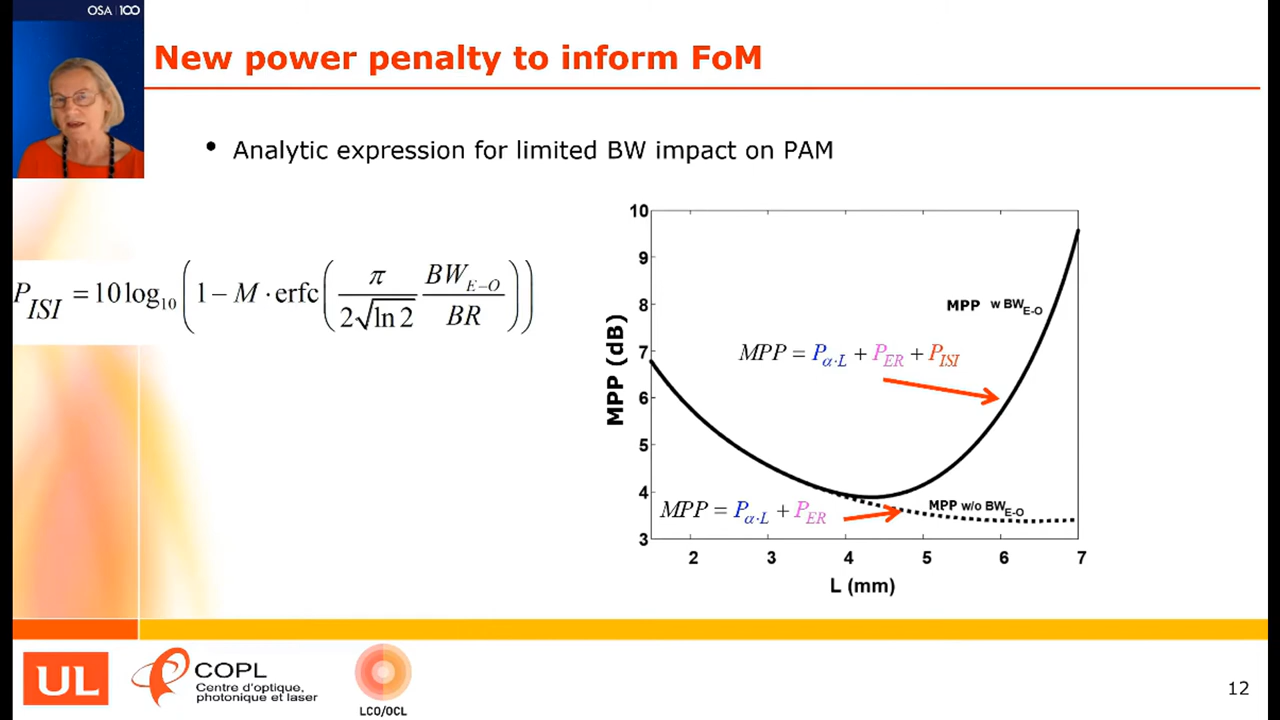 OSA | 100
New power penalty to inform FoM
• Analytic expression for limited BW impact on PAM
P_ISI = 10 log₁₀ (1 − M · erfc (π / 2√ln 2 BW_E−O / BR))
10
9
8
7
6
5
4
3
MPP (dB)
MPP w BW_E-O
MPP = P_α·L + P_ER + P_ISI
MPP = P_α·L + P_ER
MPP w/o BW_E-O
2 3 4 5 6 7
L (mm)
UL
COPL
Centre d'optique,
photonique et laser
LCO/OCL
12